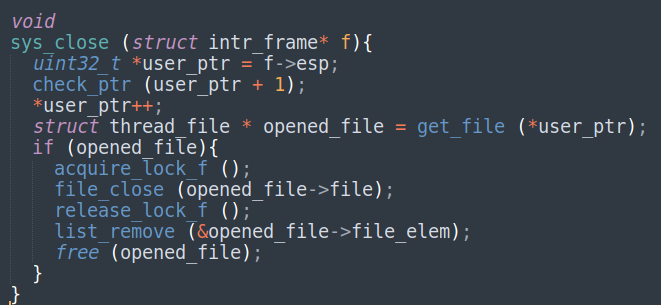 void
sys_close (struct intr_frame* f){
uint32_t *user_ptr = f->esp;
check_ptr (user_ptr + 1);
*user_ptr++;
struct thread_file * opened_file = get_file (*user_ptr);
if (opened_file){
acquire_lock_f ();
file_close (opened_file->file);
release_lock_f ();
list_remove (&opened_file->file_elem);
free (opened_file);
}
}